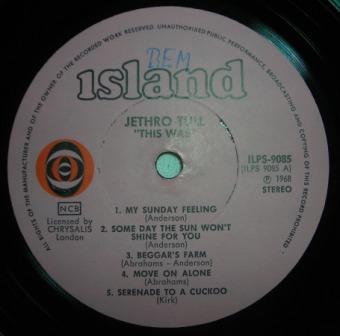 ALL RIGHTS OF THE MANUFACTURER AND OF THE OWNER OF THE RECORDED WORK RESERVED. UNAUTHORISED PUBLIC PERFORMANCE, BROADCASTING AND COPYING OF THIS RECORD PROHIBITED
BEM
island
JETHRO TULL
"THIS WAS"
ILPS-9085
(ILPS 9085 A)
℗ 1968
STEREO
NCB
Licensed by
CHRYSALIS
London
1. MY SUNDAY FEELING
(Anderson)
2. SOME DAY THE SUN WON'T
SHINE FOR YOU
(Anderson)
3. BEGGAR'S FARM
(Abrahams - Anderson)
4. MOVE ON ALONE
(Abrahams)
5. SERENADE TO A CUCKOO
(Kirk)